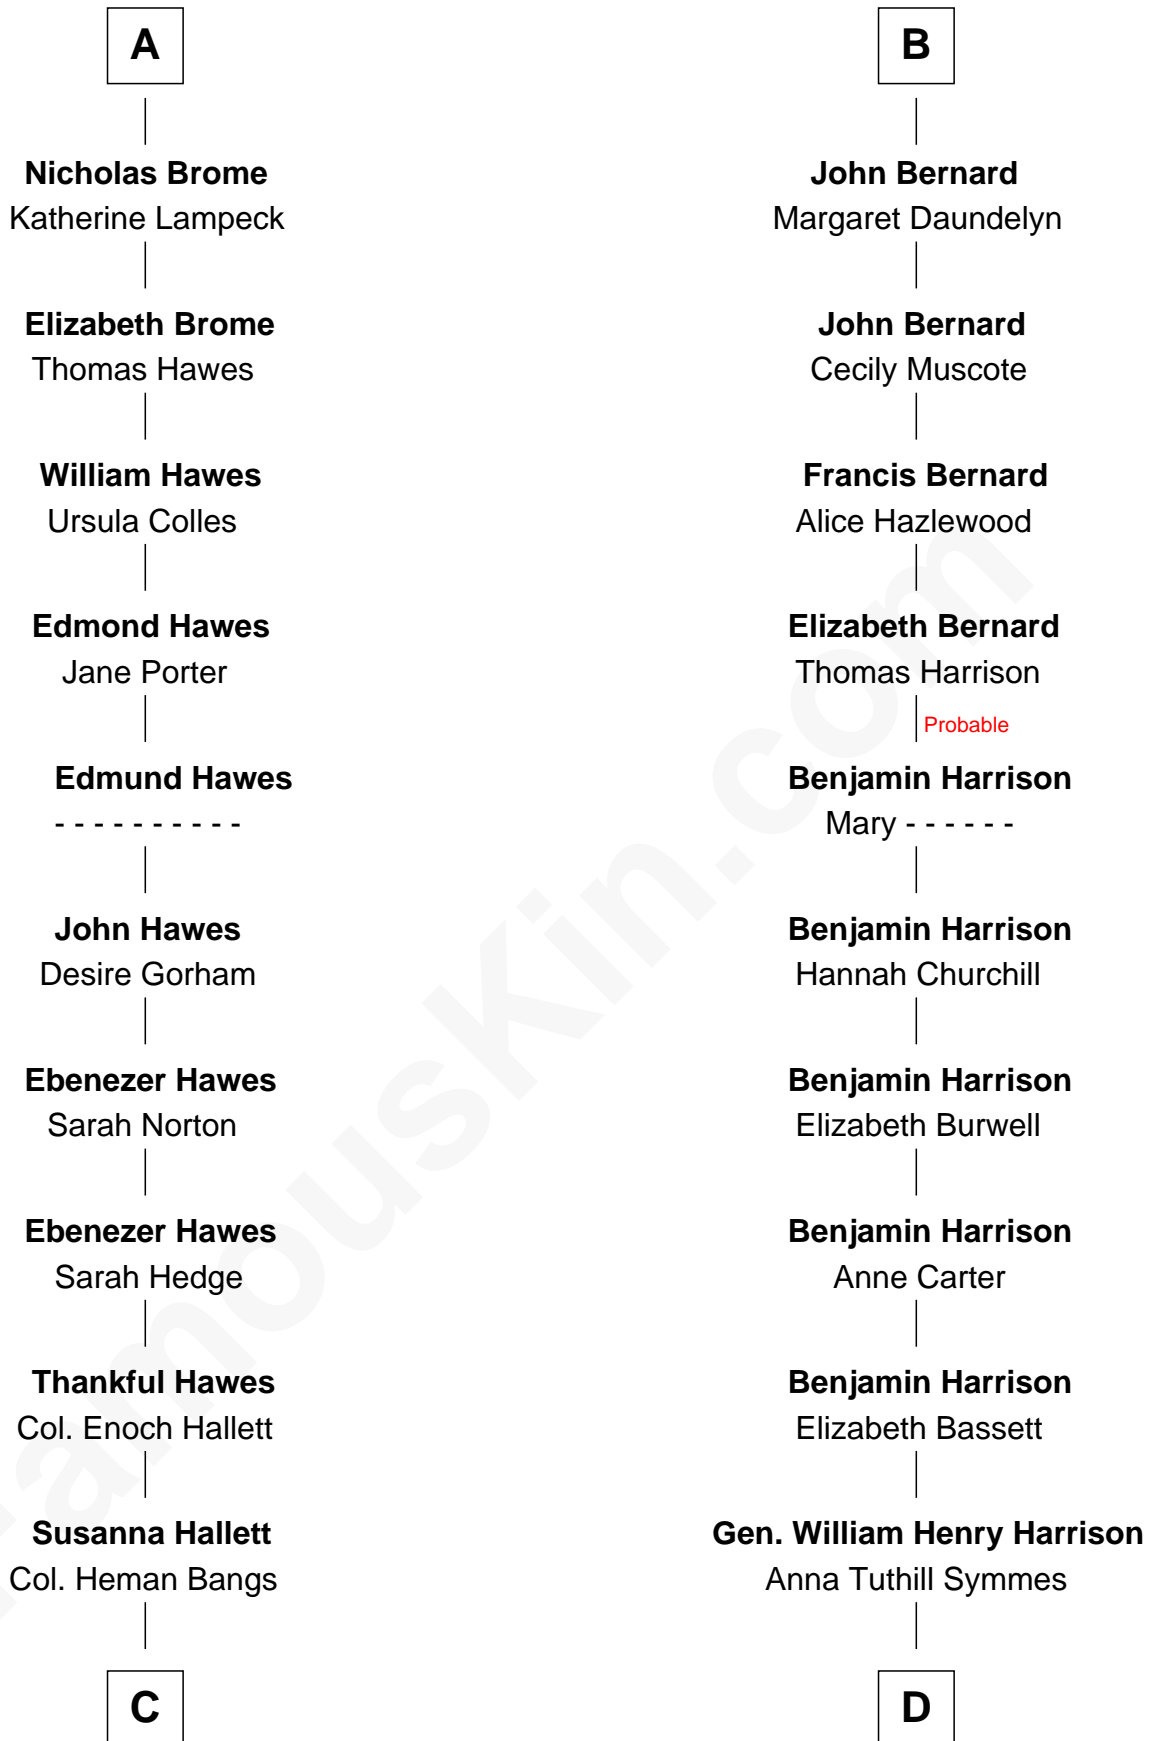 A
Nicholas Brome
Katherine Lampeck
Elizabeth Brome
Thomas Hawes
William Hawes
Ursula Colles
Edmond Hawes
Jane Porter
Edmund Hawes
- - - - - - - - - -
John Hawes
Desire Gorham
Ebenezer Hawes
Sarah Norton
Ebenezer Hawes
Sarah Hedge
Thankful Hawes
Col. Enoch Hallett
Susanna Hallett
Col. Heman Bangs
C
B
John Bernard
Margaret Daundelyn
John Bernard
Cecily Muscote
Francis Bernard
Alice Hazlewood
Elizabeth Bernard
Thomas Harrison
Probable
Benjamin Harrison
Mary - - - - - -
Benjamin Harrison
Hannah Churchill
Benjamin Harrison
Elizabeth Burwell
Benjamin Harrison
Anne Carter
Benjamin Harrison
Elizabeth Bassett
Gen. William Henry Harrison
Anna Tuthill Symmes
D
FamousKin.com